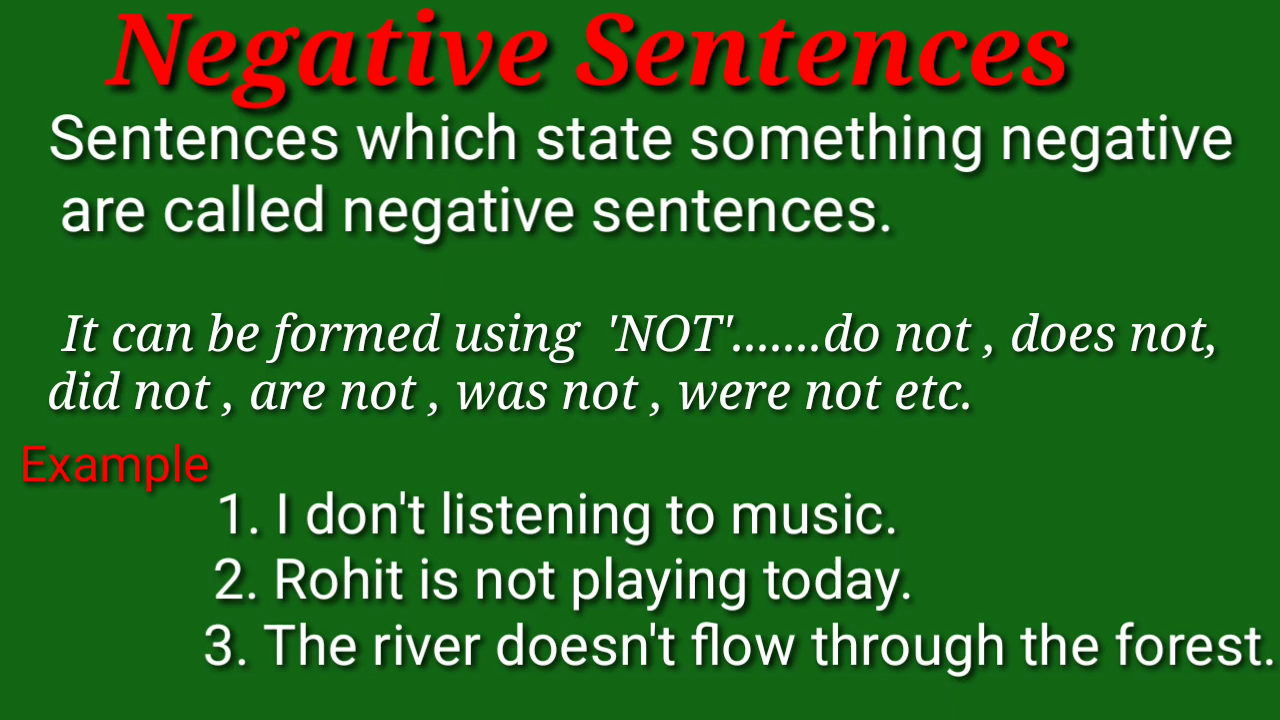 Negative Sentences
Sentences which state something negative
are called negative sentences.
It can be formed using 'NOT'.......do not , does not,
did not , are not , was not , were not etc.
Example
1. I don't listening to music.
2. Rohit is not playing today.
3. The river doesn't flow through the forest.